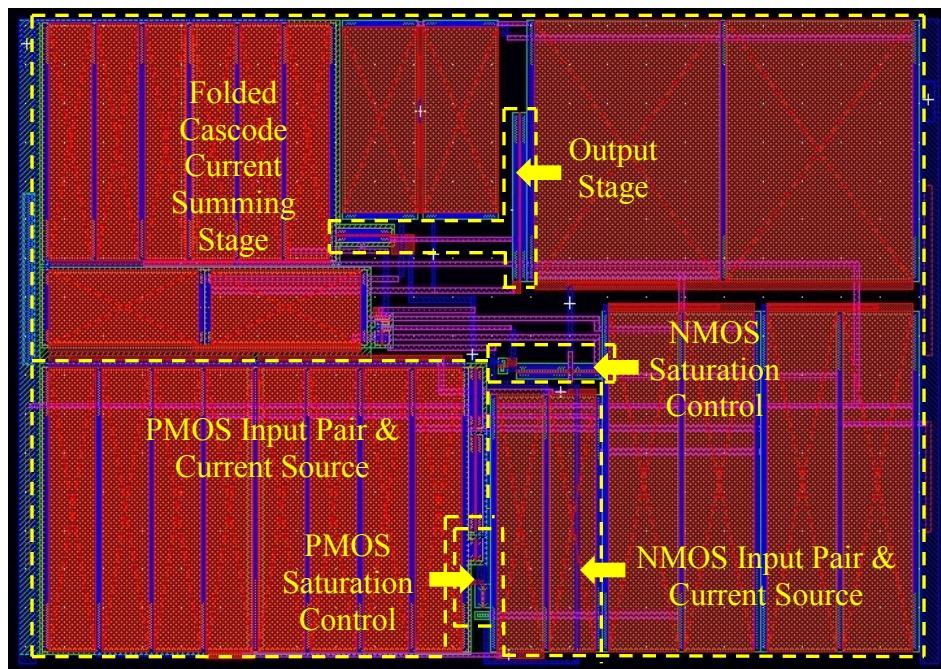 Folded
Cascode
Current
Summing
Stage
Output
Stage
NMOS
Saturation
Control
PMOS Input Pair &
Current Source
PMOS
Saturation
Control
NMOS Input Pair &
Current Source